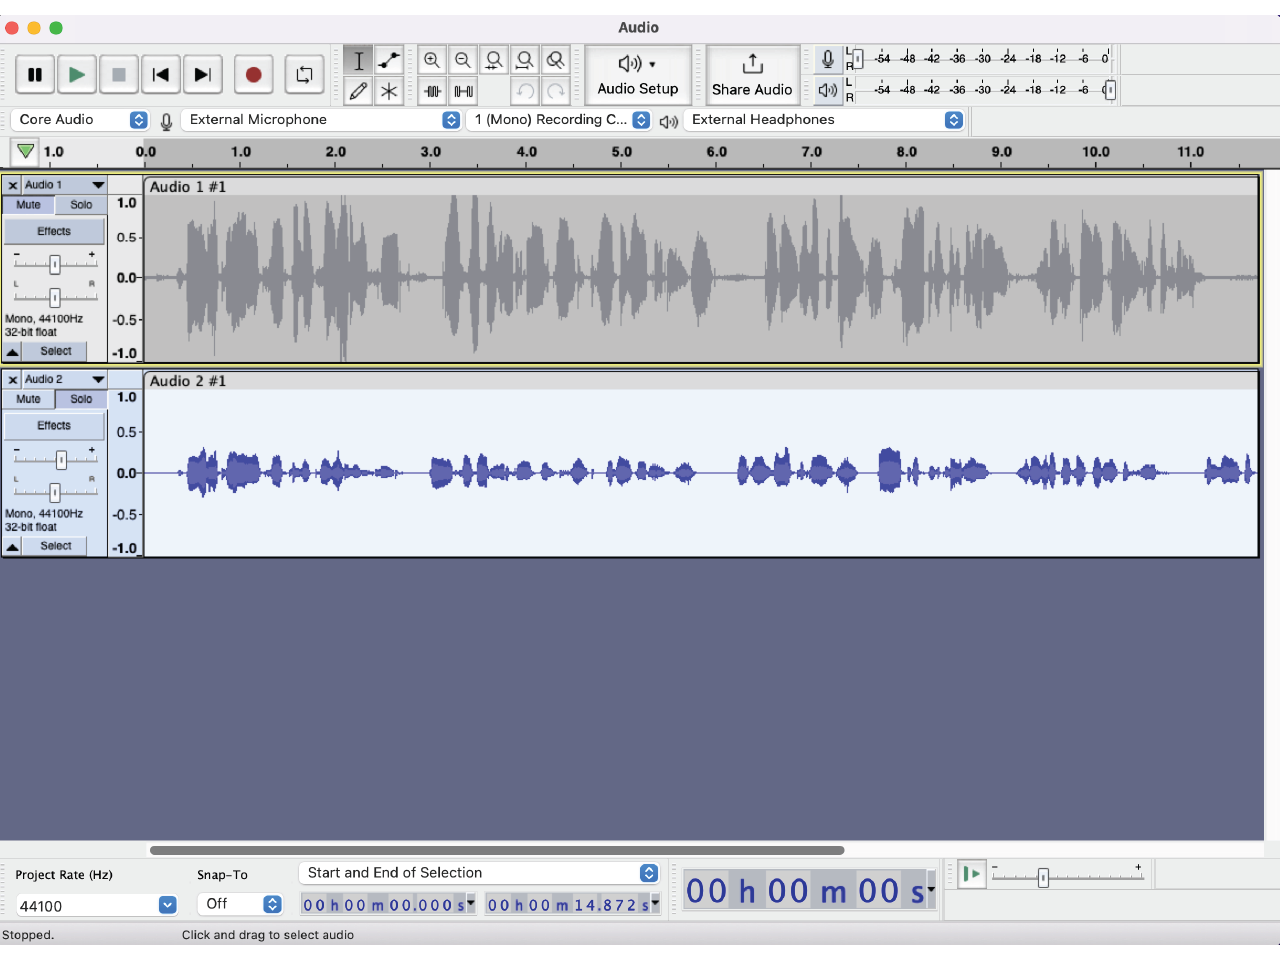 Audio
Audio Setup
Share Audio
L
R -54 -48 -42 -36 -30 -24 -18 -12 -6 0
L
R -54 -48 -42 -36 -30 -24 -18 -12 -6
Core Audio External Microphone 1 (Mono) Recording C... External Headphones
1.0 0.0 1.0 2.0 3.0 4.0 5.0 6.0 7.0 8.0 9.0 10.0 11.0
Audio 1 Audio 1 #1
Mute Solo 1.0
Effects 0.5
- + 0.0
L R
Mono, 44100Hz -0.5
32-bit float
Select -1.0
Audio 2 Audio 2 #1
Mute Solo 1.0
Effects 0.5
- + 0.0
L R
Mono, 44100Hz -0.5
32-bit float
Select -1.0
Project Rate (Hz) Snap-To Start and End of Selection
44100 Off 00 h 00 m 00.000 s 00 h 00 m 14.872 s 00 h 00 m 00 s - +
Stopped. Click and drag to select audio